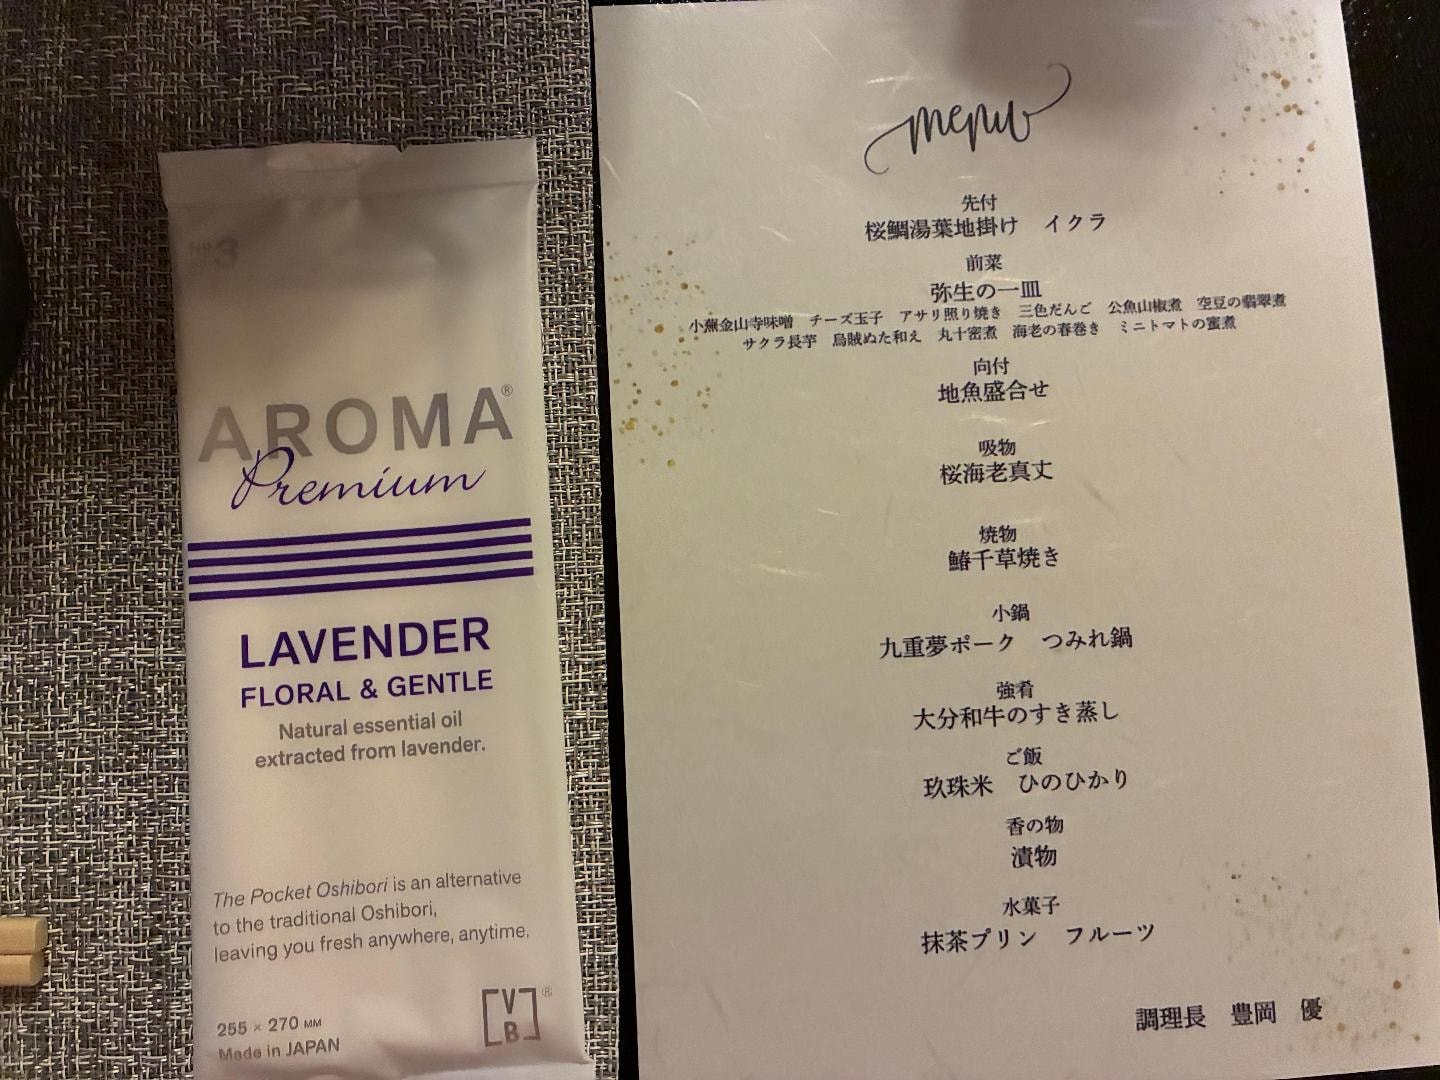 No3
AROMA®
Premium
LAVENDER
FLORAL & GENTLE
Natural essential oil
extracted from lavender.
The Pocket Oshibori is an alternative
to the traditional Oshibori,
leaving you fresh anywhere, anytime.
255 × 270 MM
Made in JAPAN
VB®
menu
先付
桜鯛湯葉地掛け　イクラ
前菜
弥生の一皿
小蕪金山寺味噌　チーズ玉子　アサリ照り焼き　三色だんご　公魚山椒煮　空豆の翡翠煮
サクラ長芋　烏賊ぬた和え　丸十密煮　海老の春巻き　ミニトマトの蜜煮
向付
地魚盛合せ
吸物
桜海老真丈
焼物
鰆千草焼き
小鍋
九重夢ポーク　つみれ鍋
強肴
大分和牛のすき蒸し
ご飯
玖珠米　ひのひかり
香の物
漬物
水菓子
抹茶プリン　フルーツ
調理長　豊岡　優